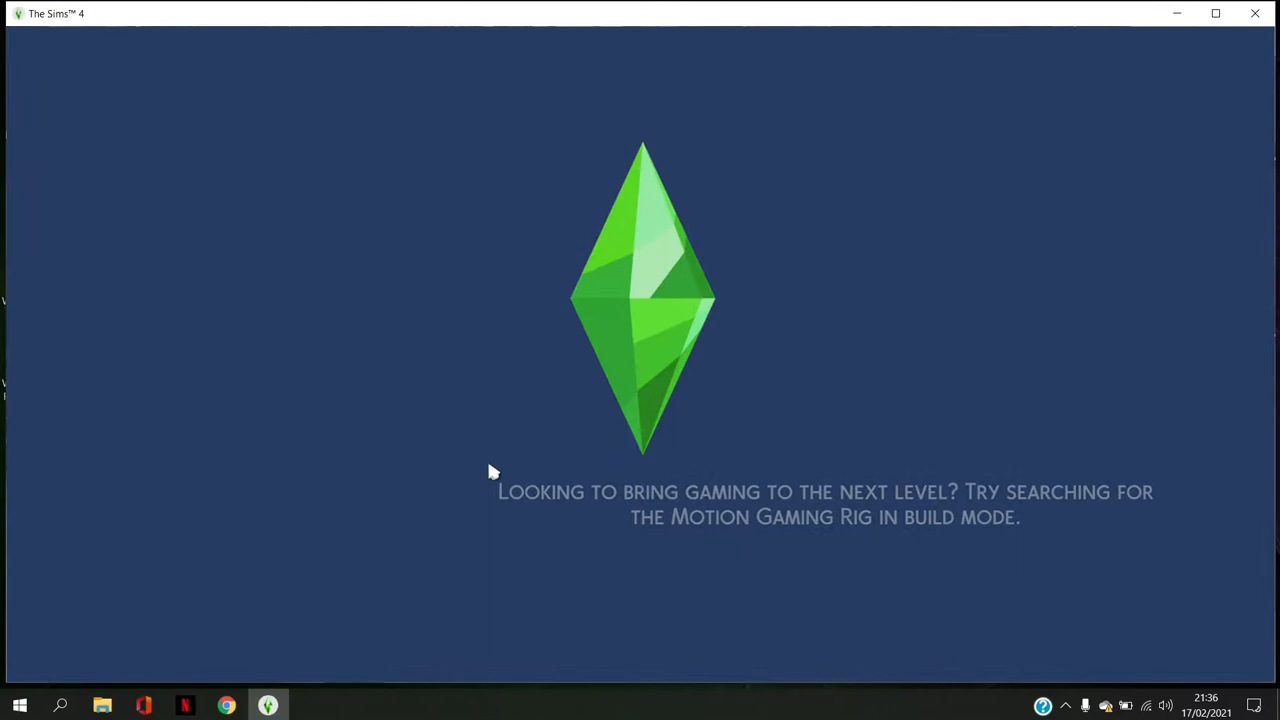 The Sims™ 4
LOOKING TO BRING GAMING TO THE NEXT LEVEL? TRY SEARCHING FOR
THE MOTION GAMING RIG IN BUILD MODE.
21:36
17/02/2021